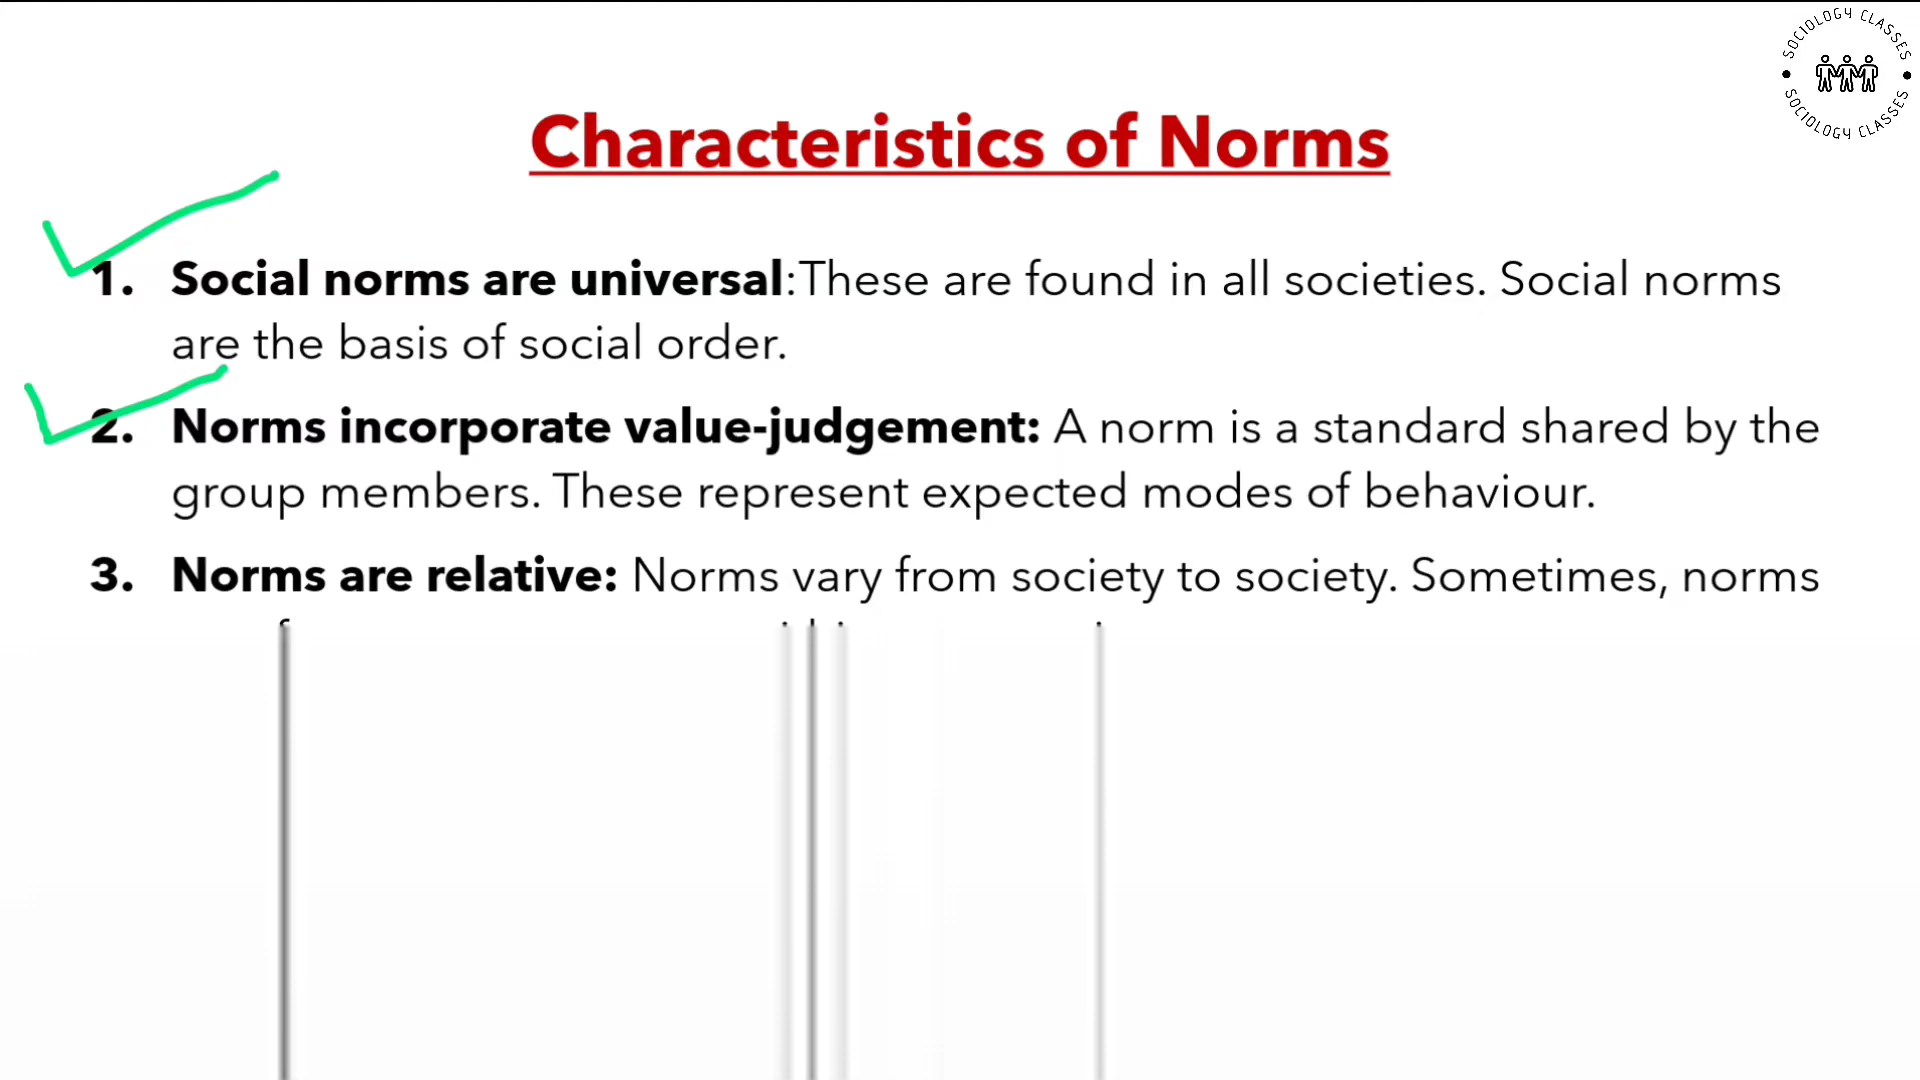 SOCIOLOGY CLASSES
SOCIOLOGY CLASSES
Characteristics of Norms
1. Social norms are universal:These are found in all societies. Social norms
are the basis of social order.
2. Norms incorporate value-judgement: A norm is a standard shared by the
group members. These represent expected modes of behaviour.
3. Norms are relative: Norms vary from society to society. Sometimes, norms